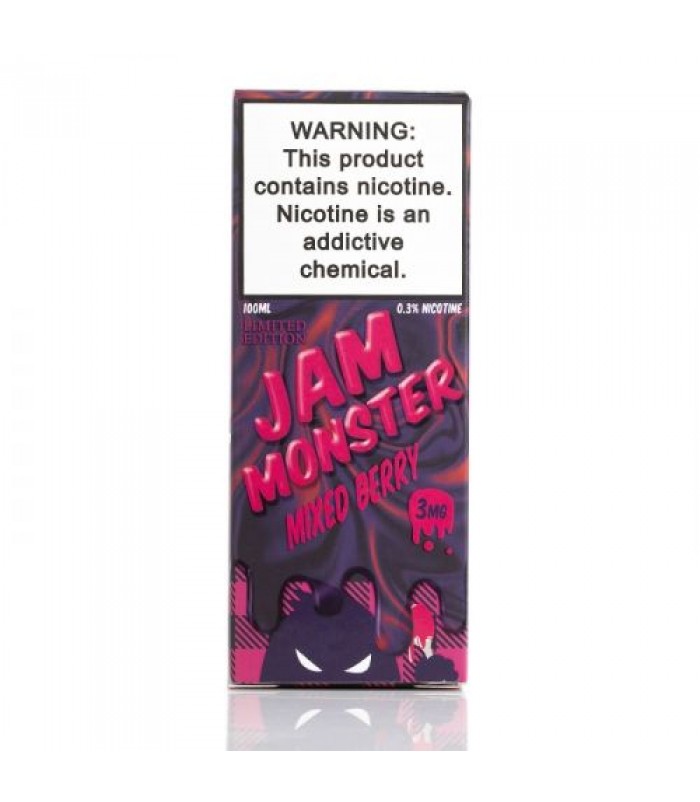 WARNING:
This product
contains nicotine.
Nicotine is an
addictive
chemical.
100ML 0.3% NICOTINE
LIMITED
EDITION
JAM
MONSTER
MIXED BERRY
3MG